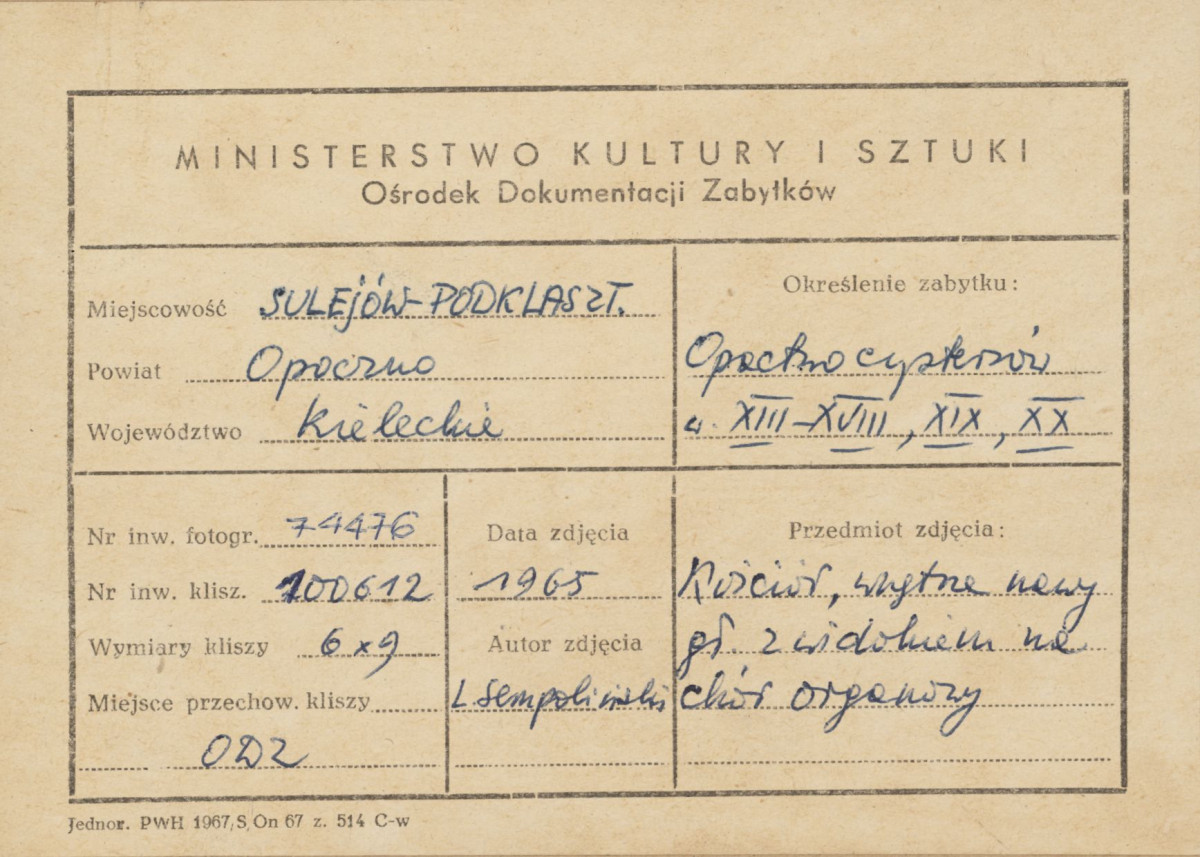 MINISTERSTWO KULTURY I SZTUKI
Ośrodek Dokumentacji Zabytków
Miejscowość SULEJÓW-PODKLASZT.
Powiat Opoczno
Województwo Kieleckie
Określenie zabytku:
Opactwo cystersów
w. XIII-XVIII, XIX, XX
Nr inw. fotogr. 74476
Nr inw. klisz. 100612
Wymiary kliszy 6x9
Miejsce przechow. kliszy
ODZ
Data zdjęcia
1965
Autor zdjęcia
L Sempoliński
Przedmiot zdjęcia:
Kościół, wnętrze nawy
gł. z widokiem na
chór organowy
Jednor. PWH 1967, S, On 67 z. 514 C-w